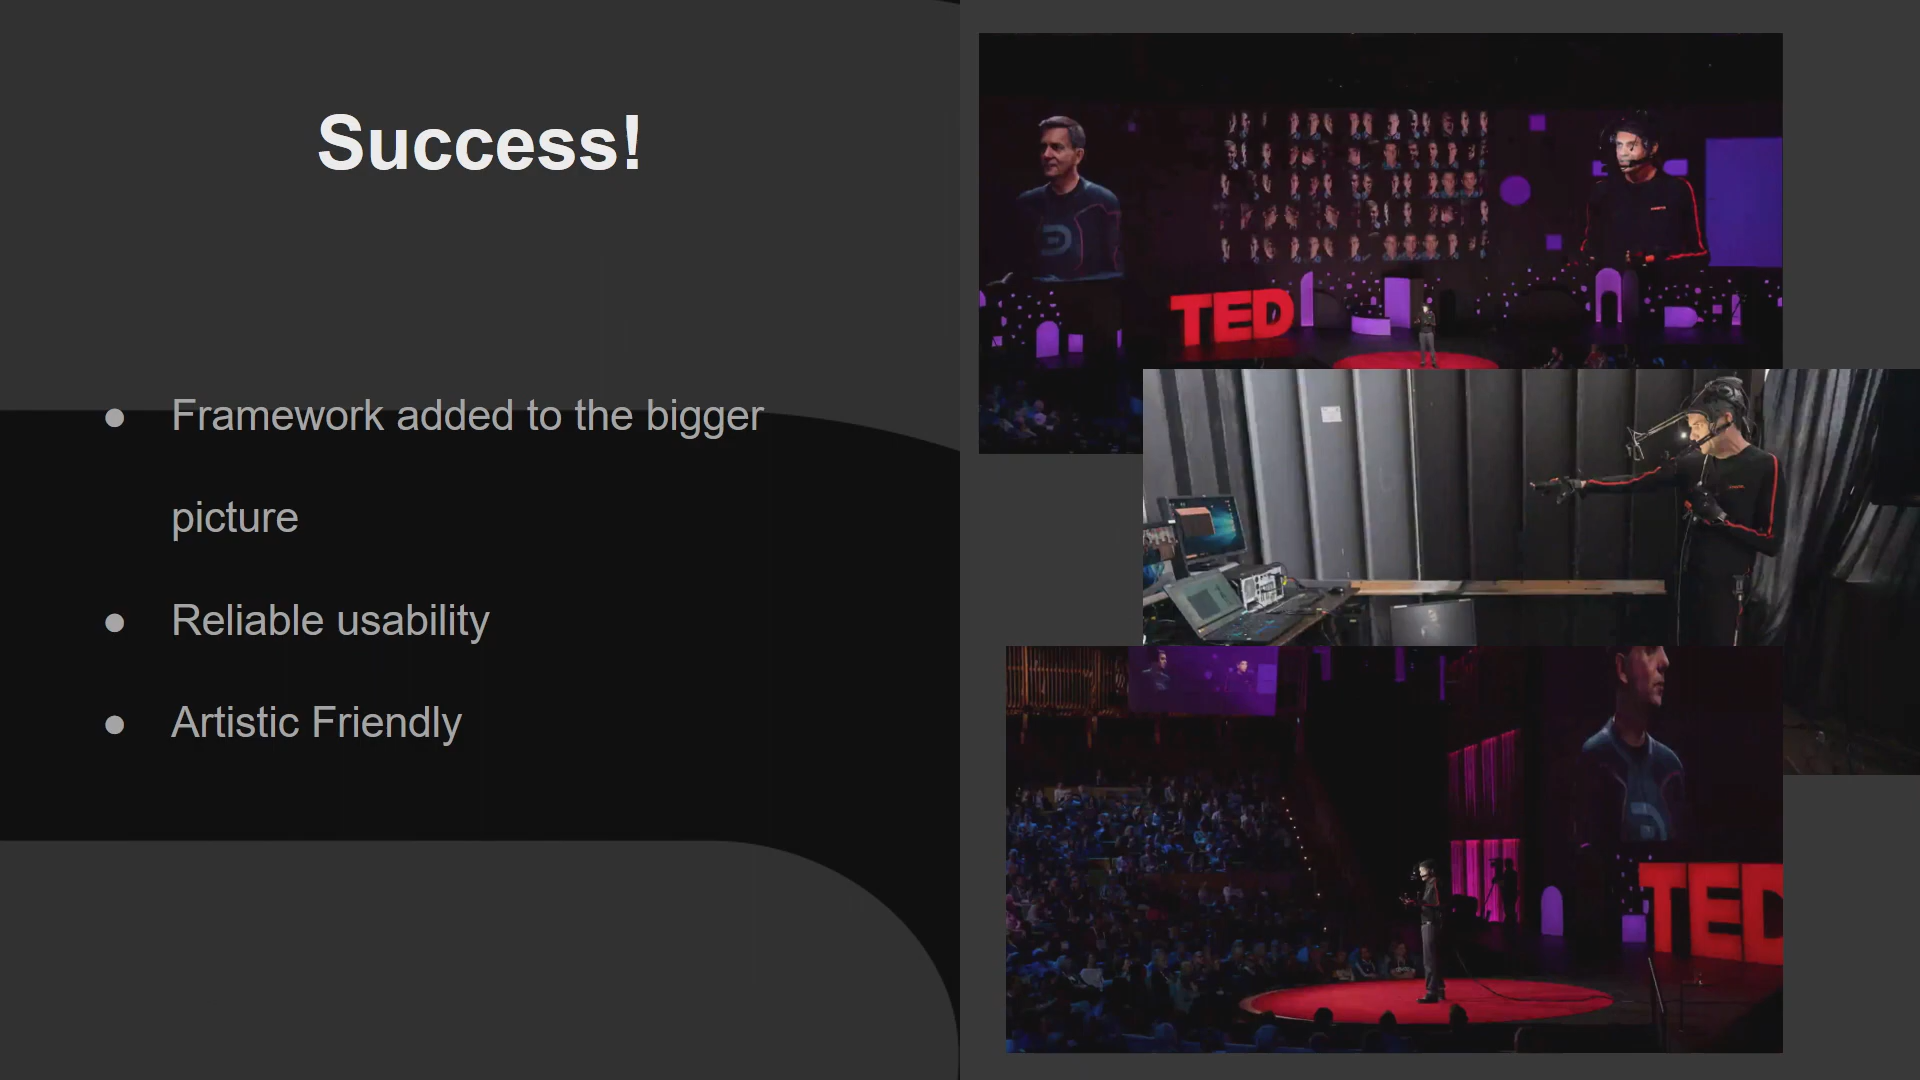 Success!
● Framework added to the bigger
picture
● Reliable usability
● Artistic Friendly
TED
TED